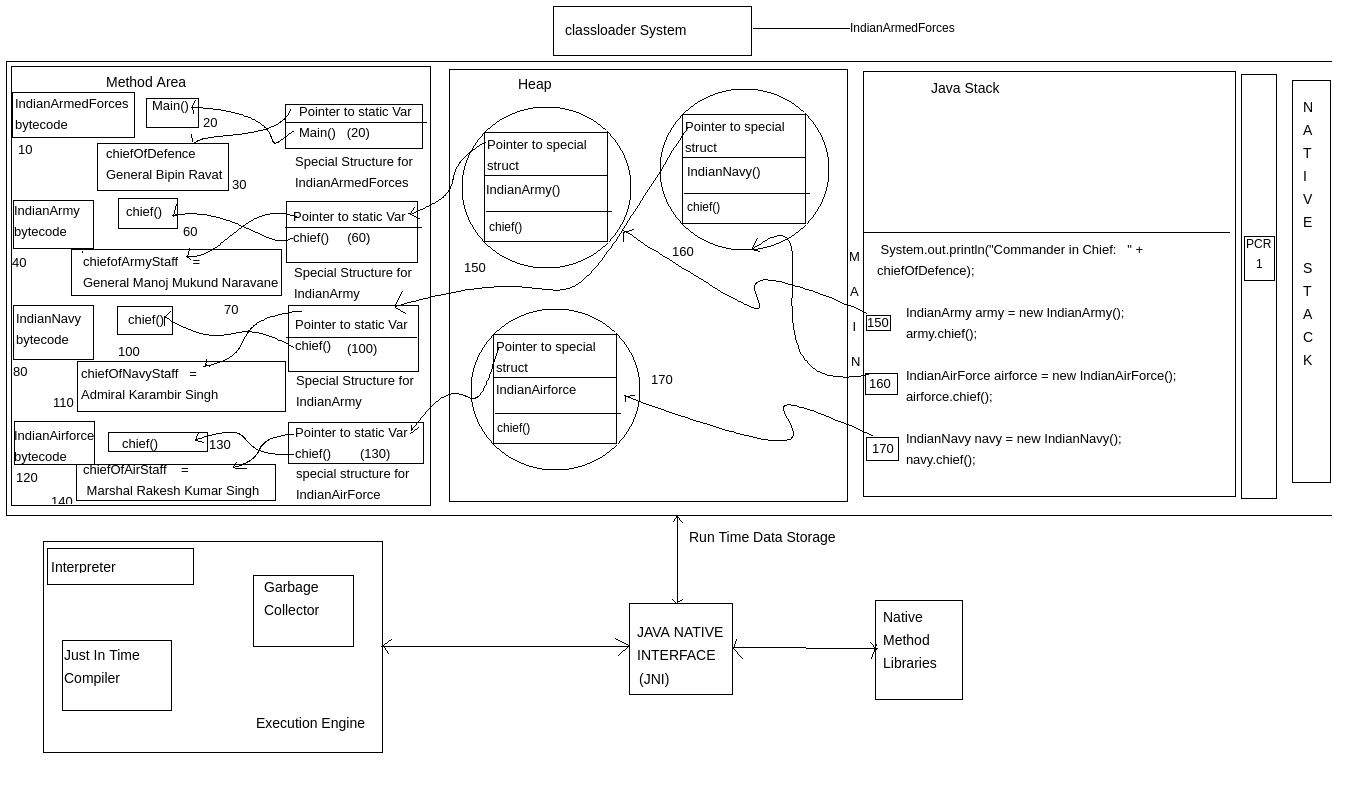 classloader System
IndianArmedForces
Method Area
IndianArmedForces
bytecode
10
Main()
20
Pointer to static Var
Main() (20)
chiefOfDefence
General Bipin Ravat
30
Special Structure for
IndianArmedForces
IndianArmy
bytecode
40
chief()
60
Pointer to static Var
chief() (60)
chiefofArmyStaff =
General Manoj Mukund Naravane
70
Special Structure for
IndianArmy
IndianNavy
bytecode
80
chief()
100
Pointer to static Var
chief() (100)
chiefOfNavyStaff =
Admiral Karambir Singh
110
Special Structure for
IndianArmy
IndianAirforce
bytecode
120
chief()
130
Pointer to static Var
chief() (130)
chiefOfAirStaff =
Marshal Rakesh Kumar Singh
140
special structure for
IndianAirForce
Heap
Pointer to special
struct
IndianArmy()
chief()
150
Pointer to special
struct
IndianNavy()
chief()
160
Pointer to special
struct
IndianAirforce
chief()
170
Java Stack
M
A
I
N
System.out.println("Commander in Chief: " +
chiefOfDefence);
150
IndianArmy army = new IndianArmy();
army.chief();
160
IndianAirForce airforce = new IndianAirForce();
airforce.chief();
170
IndianNavy navy = new IndianNavy();
navy.chief();
PCR
1
N
A
T
I
V
E
S
T
A
C
K
Run Time Data Storage
Interpreter
Garbage
Collector
Just In Time
Compiler
Execution Engine
JAVA NATIVE
INTERFACE
(JNI)
Native
Method
Libraries